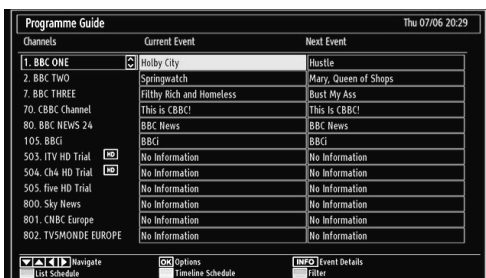 Programme Guide Thu 07/06 20:29
Channels Current Event Next Event
1. BBC ONE Holby City Hustle
2. BBC TWO Springwatch Mary, Queen of Shops
7. BBC THREE Filthy Rich and Homeless Bust My Ass
70. CBBC Channel This is CBBC! This Is CBBC!
80. BBC NEWS 24 BBC News BBC News
105. BBCi BBCi BBCi
503. ITV HD Trial HD No Information No Information
504. Ch4 HD Trial HD No Information No Information
505. five HD Trial No Information No Information
800. Sky News No Information No Information
801. CNBC Europe No Information No Information
802. TV5MONDE EUROPE No Information No Information
Navigate OK Options INFO Event Details
List Schedule Timeline Schedule Filter